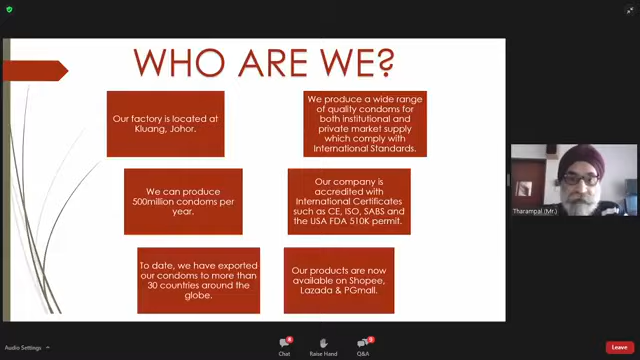 WHO ARE WE?
Our factory is located at
Kluang, Johor.
We produce a wide range
of quality condoms for
both institutional and
private market supply
which comply with
International Standards.
We can produce
500million condoms per
year.
Our company is
accredited with
International Certificates
such as CE, ISO, SABS and
the USA FDA 510K permit.
To date, we have exported
our condoms to more than
30 countries around the
globe.
Our products are now
available on Shopee,
Lazada & PGmall.
Tharampal (Mr.)
Audio Settings
Chat
Raise Hand
Q&A
Leave